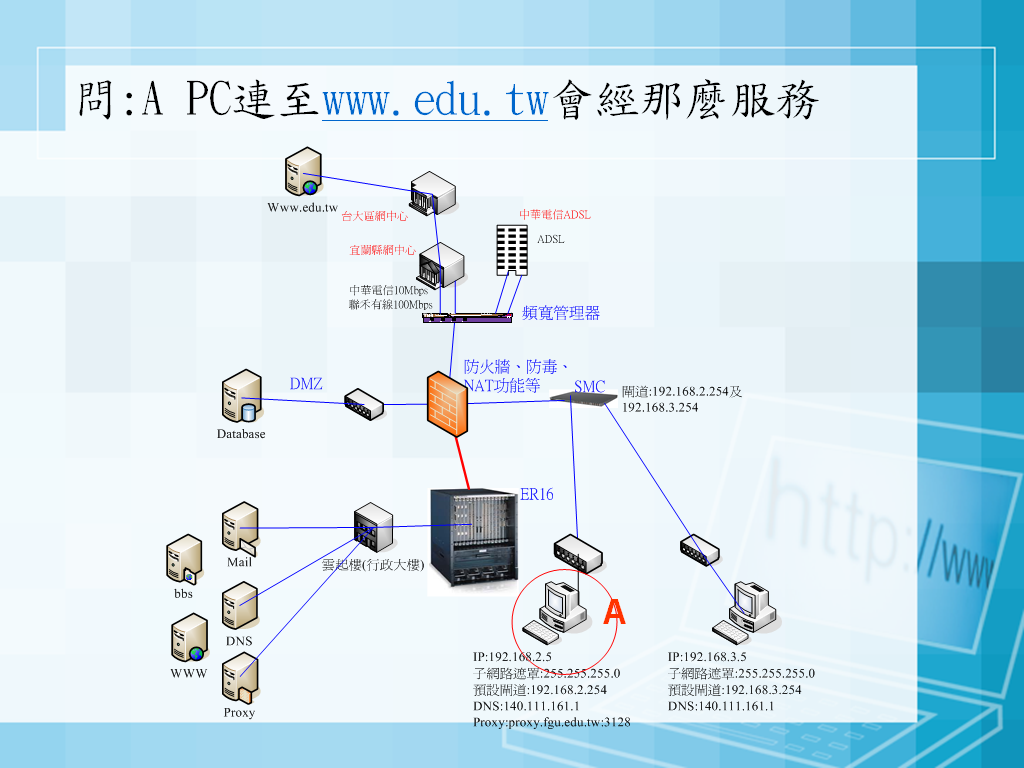 問:A PC連至www.edu.tw會經那麼服務
Www.edu.tw
台大區網中心
中華電信ADSL
ADSL
宜蘭縣網中心
中華電信10Mbps
聯禾有線100Mbps
頻寬管理器
防火牆、防毒、
NAT功能等
DMZ
SMC
閘道:192.168.2.254及
192.168.3.254
Database
ER16
Mail
雲起樓(行政大樓)
bbs
DNS
WWW
Proxy
A
IP:192.168.2.5
子網路遮罩:255.255.255.0
預設閘道:192.168.2.254
DNS:140.111.161.1
Proxy:proxy.fgu.edu.tw:3128
IP:192.168.3.5
子網路遮罩:255.255.255.0
預設閘道:192.168.3.254
DNS:140.111.161.1
http://www